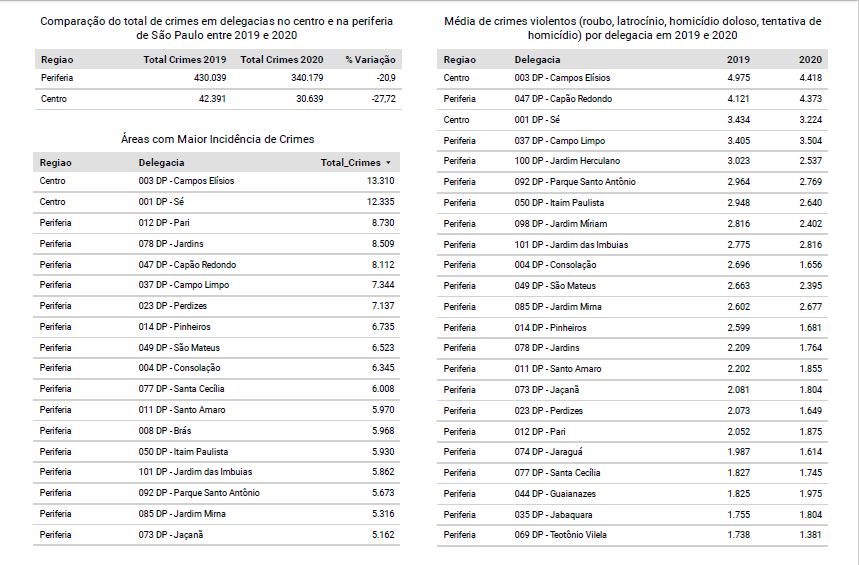 Comparação do total de crimes em delegacias no centro e na periferia
de São Paulo entre 2019 e 2020
Regiao Total Crimes 2019 Total Crimes 2020 % Variação
Periferia 430.039 340.179 -20,9
Centro 42.391 30.639 -27,72
Áreas com Maior Incidência de Crimes
Regiao Delegacia Total_Crimes
Centro 003 DP - Campos Elísios 13.310
Centro 001 DP - Sé 12.335
Periferia 012 DP - Pari 8.730
Periferia 078 DP - Jardins 8.509
Periferia 047 DP - Capão Redondo 8.112
Periferia 037 DP - Campo Limpo 7.344
Periferia 023 DP - Perdizes 7.137
Periferia 014 DP - Pinheiros 6.735
Periferia 049 DP - São Mateus 6.523
Periferia 004 DP - Consolação 6.345
Periferia 077 DP - Santa Cecília 6.008
Periferia 011 DP - Santo Amaro 5.970
Periferia 008 DP - Brás 5.968
Periferia 050 DP - Itaim Paulista 5.930
Periferia 101 DP - Jardim das Imbuias 5.862
Periferia 092 DP - Parque Santo Antônio 5.673
Periferia 085 DP - Jardim Mirna 5.316
Periferia 073 DP - Jaçanã 5.162
Média de crimes violentos (roubo, latrocínio, homicídio doloso, tentativa de
homicídio) por delegacia em 2019 e 2020
Regiao Delegacia 2019 2020
Centro 003 DP - Campos Elísios 4.975 4.418
Periferia 047 DP - Capão Redondo 4.121 4.373
Centro 001 DP - Sé 3.434 3.224
Periferia 037 DP - Campo Limpo 3.405 3.504
Periferia 100 DP - Jardim Herculano 3.023 2.537
Periferia 092 DP - Parque Santo Antônio 2.964 2.769
Periferia 050 DP - Itaim Paulista 2.948 2.640
Periferia 098 DP - Jardim Míriam 2.816 2.402
Periferia 101 DP - Jardim das Imbuias 2.775 2.816
Periferia 004 DP - Consolação 2.696 1.656
Periferia 049 DP - São Mateus 2.663 2.395
Periferia 085 DP - Jardim Mirna 2.602 2.677
Periferia 014 DP - Pinheiros 2.599 1.681
Periferia 078 DP - Jardins 2.209 1.764
Periferia 011 DP - Santo Amaro 2.202 1.855
Periferia 073 DP - Jaçanã 2.081 1.804
Periferia 023 DP - Perdizes 2.073 1.649
Periferia 012 DP - Pari 2.052 1.875
Periferia 074 DP - Jaraguá 1.987 1.614
Periferia 077 DP - Santa Cecília 1.827 1.745
Periferia 044 DP - Guaianazes 1.825 1.975
Periferia 035 DP - Jabaquara 1.755 1.804
Periferia 069 DP - Teotônio Vilela 1.738 1.381